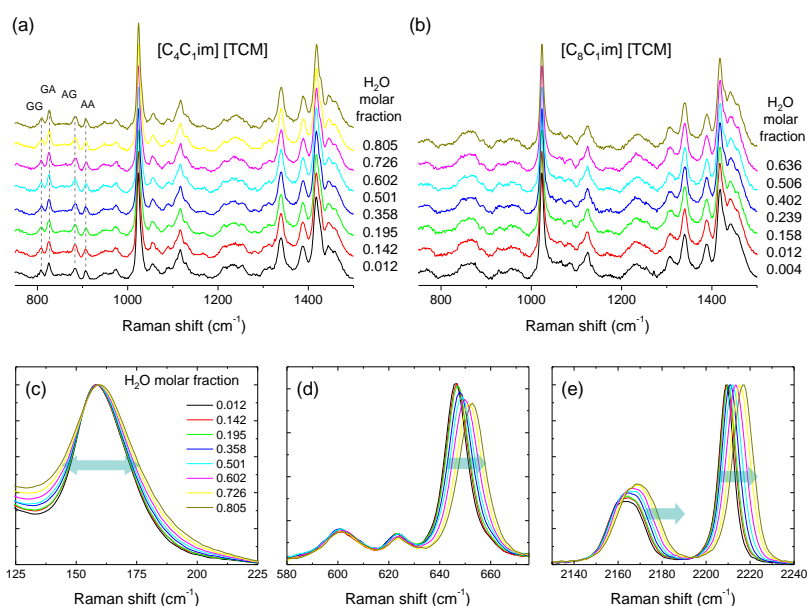 (a)
[C₄C₁im] [TCM]
H₂O
molar
fraction
GG
GA
AG
AA
0.805
0.726
0.602
0.501
0.358
0.195
0.142
0.012
800 1000 1200 1400
Raman shift (cm⁻¹)
(b)
[C₈C₁im] [TCM]
H₂O
molar
fraction
0.636
0.506
0.402
0.239
0.158
0.012
0.004
800 1000 1200 1400
Raman shift (cm⁻¹)
(c)
H₂O molar fraction
0.012
0.142
0.195
0.358
0.501
0.602
0.726
0.805
125 150 175 200 225
Raman shift (cm⁻¹)
(d)
580 600 620 640 660
Raman shift (cm⁻¹)
(e)
2140 2160 2180 2200 2220 2240
Raman shift (cm⁻¹)